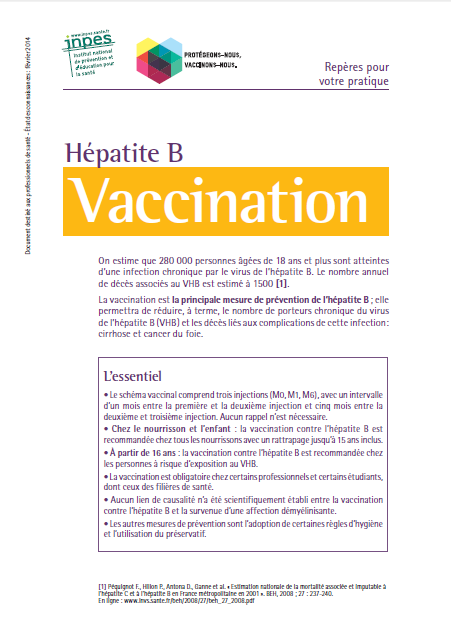 www.inpes.sante.fr
inpes
Institut national
de prévention et
d'éducation pour
la santé
PROTÉGEONS-NOUS,
VACCINONS-NOUS.
Repères pour
votre pratique
Document destiné aux professionnels de santé - État des connaissances : février 2014
Hépatite B
Vaccination
On estime que 280 000 personnes âgées de 18 ans et plus sont atteintes
d'une infection chronique par le virus de l'hépatite B. Le nombre annuel
de décès associés au VHB est estimé à 1500 [1].
La vaccination est la principale mesure de prévention de l'hépatite B ; elle
permettra de réduire, à terme, le nombre de porteurs chronique du virus
de l'hépatite B (VHB) et les décès liés aux complications de cette infection :
cirrhose et cancer du foie.
L'essentiel
• Le schéma vaccinal comprend trois injections (M0, M1, M6), avec un intervalle
d'un mois entre la première et la deuxième injection et cinq mois entre la
deuxième et troisième injection. Aucun rappel n'est nécessaire.
• Chez le nourrisson et l'enfant : la vaccination contre l'hépatite B est
recommandée chez tous les nourrissons avec un rattrapage jusqu'à 15 ans inclus.
• À partir de 16 ans : la vaccination contre l'hépatite B est recommandée chez
les personnes à risque d'exposition au VHB.
• La vaccination est obligatoire chez certains professionnels et certains étudiants,
dont ceux des filières de santé.
• Aucun lien de causalité n'a été scientifiquement établi entre la vaccination
contre l'hépatite B et la survenue d'une affection démyélinisante.
• Les autres mesures de prévention sont l'adoption de certaines règles d'hygiène
et l'utilisation du préservatif.
[1] Péquignot F., Hillon P., Antona D., Ganne et al. « Estimation nationale de la mortalité associée et imputable à
l'hépatite C et à l'hépatite B en France métropolitaine en 2001 ». BEH, 2008 ; 27 : 237-240.
En ligne : www.invs.sante.fr/beh/2008/27/beh_27_2008.pdf